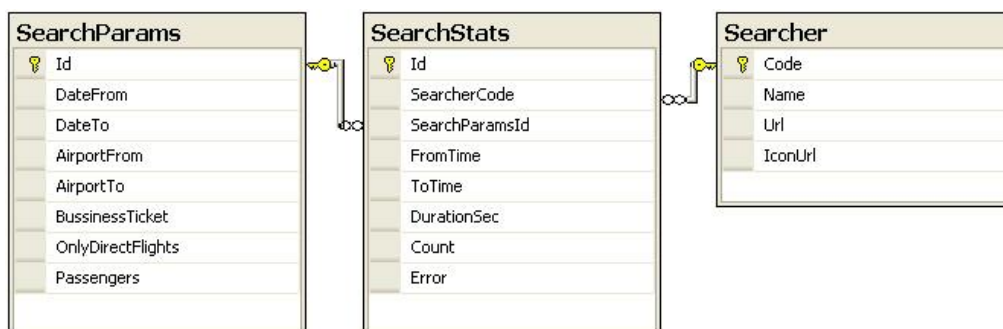 SearchParams
Id
DateFrom
DateTo
AirportFrom
AirportTo
BussinessTicket
OnlyDirectFlights
Passengers
SearchStats
Id
SearcherCode
SearchParamsId
FromTime
ToTime
DurationSec
Count
Error
Searcher
Code
Name
Url
IconUrl